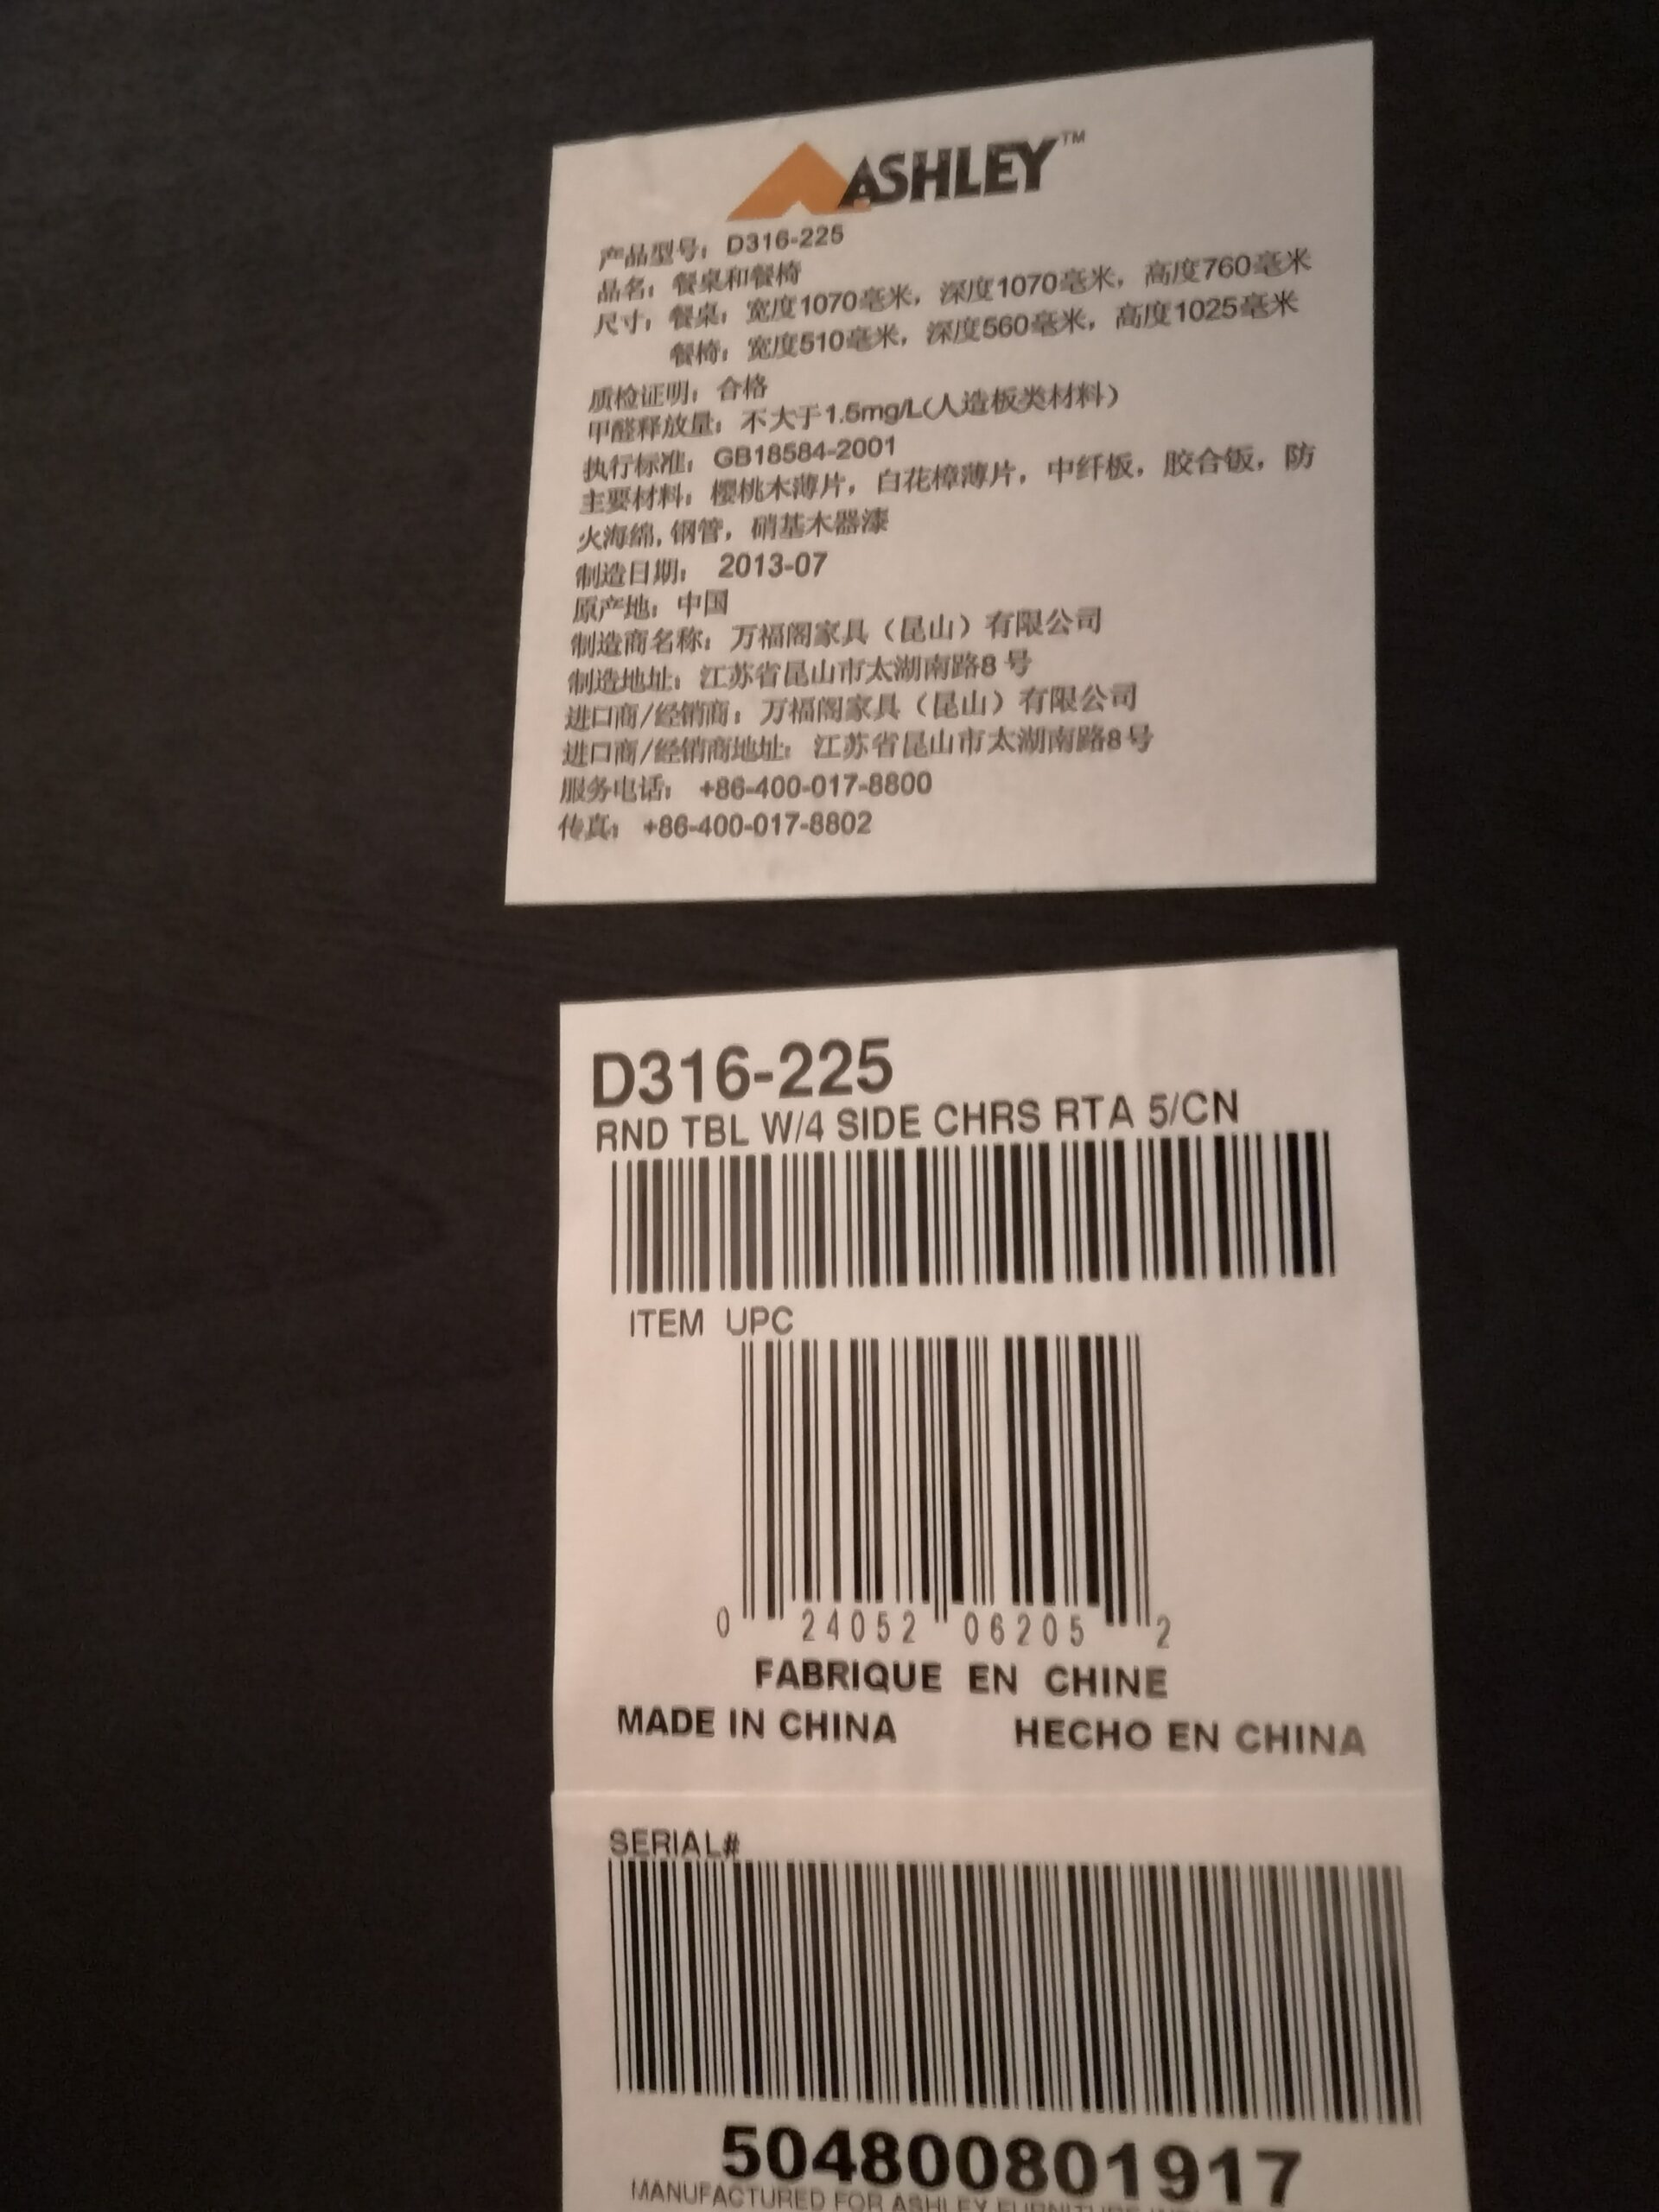 ASHLEY™
产品型号：D316-225
品名：餐桌和餐椅
尺寸：餐桌：宽度1070毫米，深度1070毫米，高度760毫米
餐椅：宽度510毫米，深度560毫米，高度1025毫米
质检证明：合格
甲醛释放量：不大于1.5mg/L(人造板类材料）
执行标准：GB18584-2001
主要材料：樱桃木薄片，白花樟薄片，中纤板，胶合钣，防
火海绵,钢管，硝基木器漆
制造日期： 2013-07
原产地：中国
制造商名称：万福阁家具（昆山）有限公司
制造地址：江苏省昆山市太湖南路8 号
进口商/经销商：万福阁家具（昆山）有限公司
进口商/经销商地址： 江苏省昆山市太湖南路8号
服务电话： +86-400-017-8800
传真： +86-400-017-8802
D316-225
RND TBL W/4 SIDE CHRS RTA 5/CN
ITEM UPC
0 24052 06205 2
FABRIQUE EN CHINE
MADE IN CHINA HECHO EN CHINA
SERIAL#
504800801917
MANUFACTURED FOR ASHLEY FURNITURE